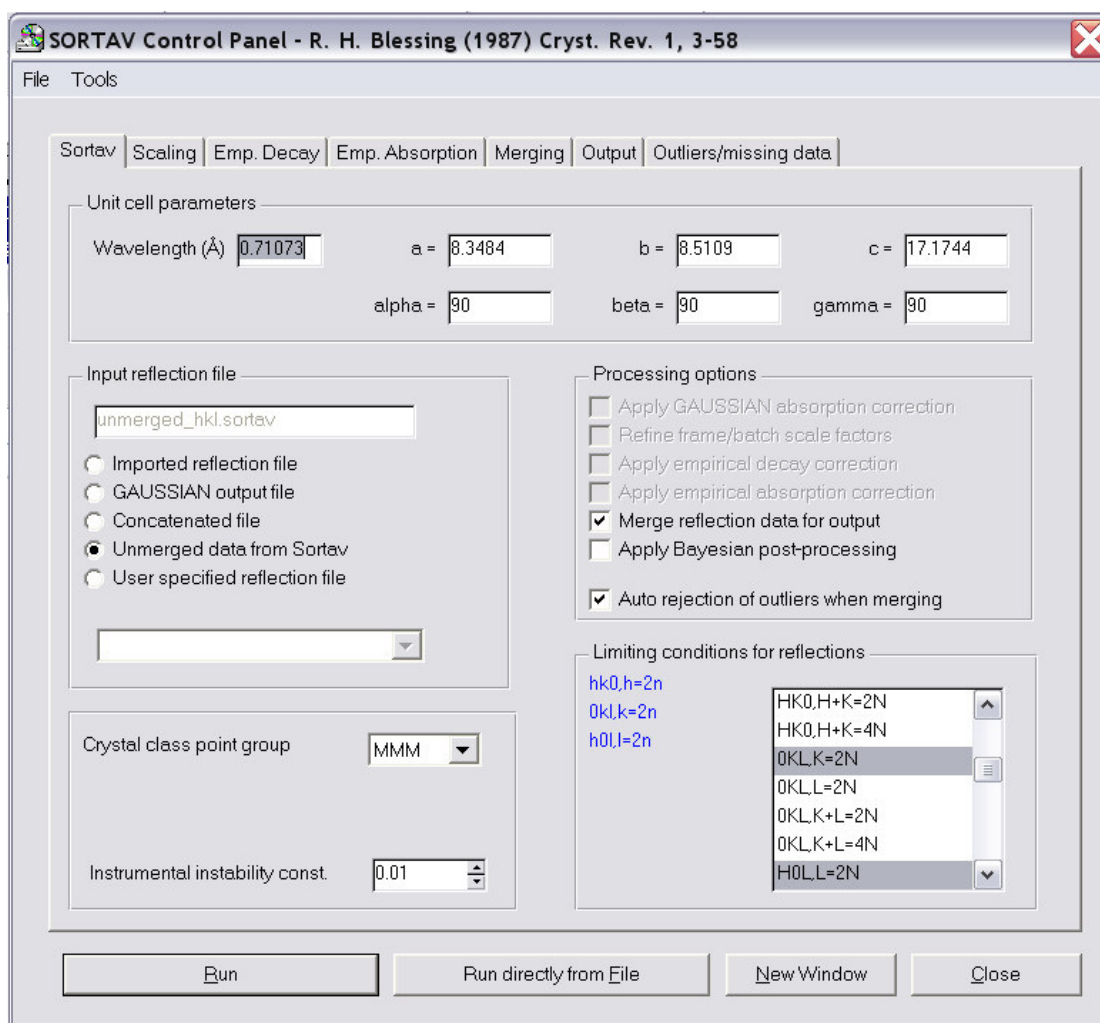 SORTAV Control Panel - R. H. Blessing (1987) Cryst. Rev. 1, 3-58
File Tools
Sortav Scaling Emp. Decay Emp. Absorption Merging Output Outliers/missing data
Unit cell parameters
Wavelength (Å) 0.71073 a = 8.3484 b = 8.5109 c = 17.1744
alpha = 90 beta = 90 gamma = 90
Input reflection file
unmerged_hkl.sortav
Imported reflection file
GAUSSIAN output file
Concatenated file
Unmerged data from Sortav
User specified reflection file
Processing options
Apply GAUSSIAN absorption correction
Refine frame/batch scale factors
Apply empirical decay correction
Apply empirical absorption correction
Merge reflection data for output
Apply Bayesian post-processing
Auto rejection of outliers when merging
Crystal class point group MMM
Instrumental instability const. 0.01
Limiting conditions for reflections
hk0,h=2n
0kl,k=2n
h0l,l=2n
HK0,H+K=2N
HK0,H+K=4N
0KL,K=2N
0KL,L=2N
0KL,K+L=2N
0KL,K+L=4N
H0L,L=2N
Run Run directly from File New Window Close